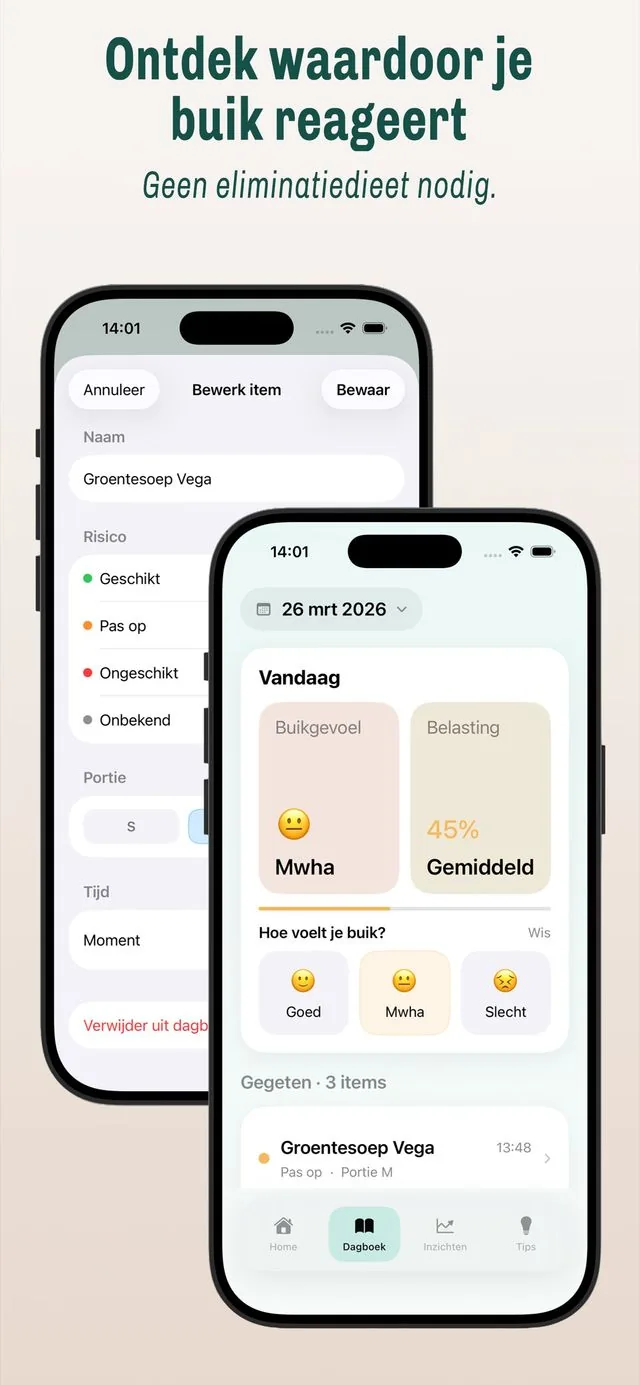 Ontdek waardoor je
buik reageert
Geen eliminatiedieet nodig.
14:01
Annuleer
Bewerk item
Bewaar
Naam
Groentesoep Vega
Risico
Geschikt
Pas op
Ongeschikt
Onbekend
Portie
S
Tijd
Moment
Verwijder uit dagb
14:01
26 mrt 2026
Vandaag
Buikgevoel
Belasting
45%
Mwha
Gemiddeld
Hoe voelt je buik?
Wis
Goed
Mwha
Slecht
Gegeten · 3 items
Groentesoep Vega
13:48
Pas op · Portie M
Home
Dagboek
Inzichten
Tips